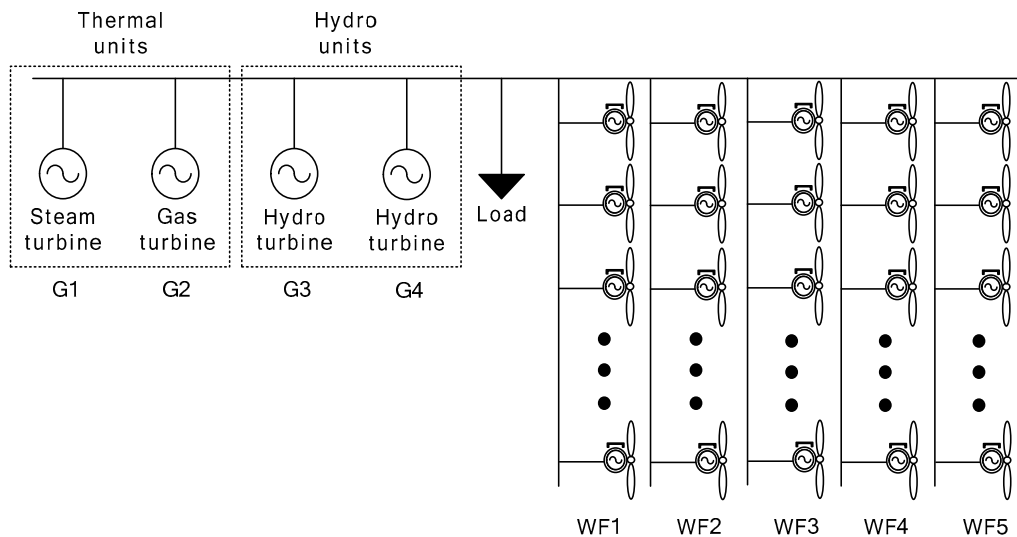 Thermal
units
Hydro
units
Steam
turbine
Gas
turbine
Hydro
turbine
Hydro
turbine
Load
G1
G2
G3
G4
WF1
WF2
WF3
WF4
WF5